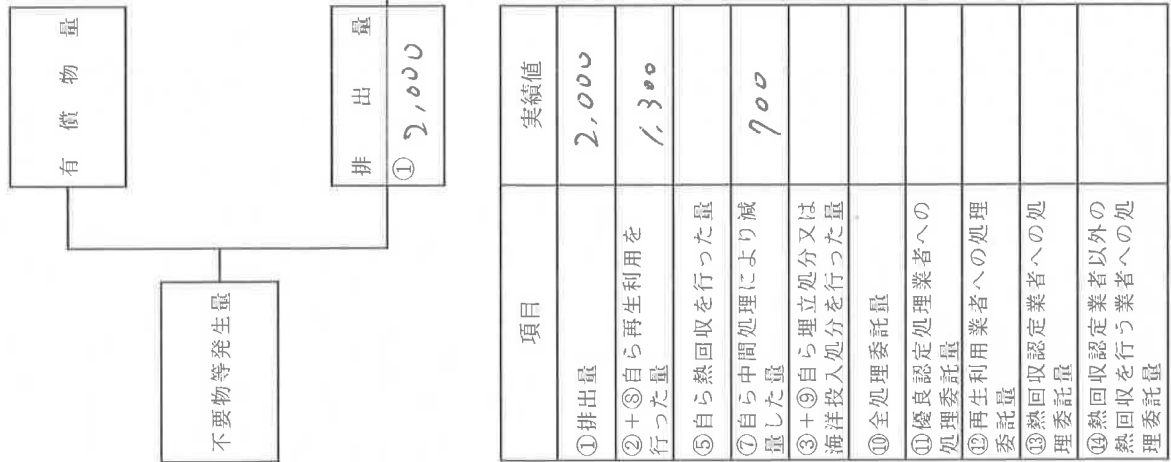 有償物量
不要物等発生量
排出量
① 2,000
項目 実績値
①排出量 2,000
②+⑧自ら再生利用を
行った量 1,300
⑤自ら熱回収を行った量
⑦自ら中間処理により減
量した量 700
③+⑨自ら埋立処分又は
海洋投入処分を行った量
⑩全処理委託量
⑪優良認定処理業者への
処理委託量
⑫再生利用業者への処理
委託量
⑬熱回収認定業者への処
理委託量
⑭熱回収認定業者以外の
熱回収を行う業者への処
理委託量